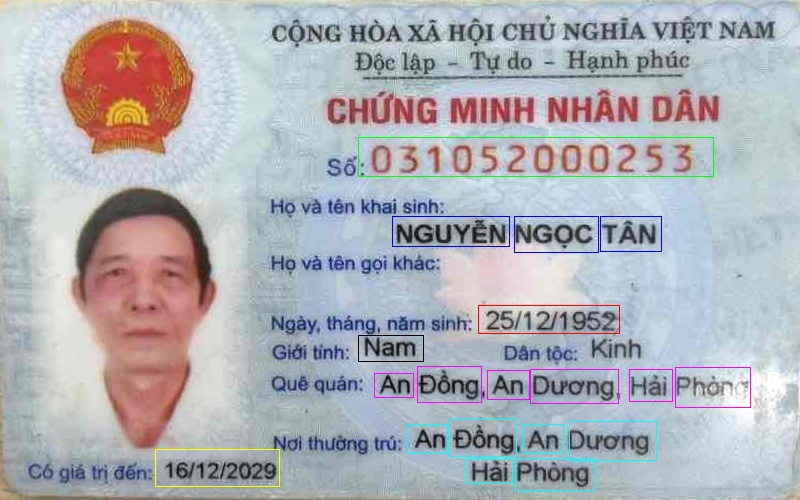 CỘNG HÒA XÃ HỘI CHỦ NGHĨA VIỆT NAM
Độc lập - Tự do - Hạnh phúc
CHỨNG MINH NHÂN DÂN
Số: 031052000253
Họ và tên khai sinh:
NGUYỄN NGỌC TÂN
Họ và tên gọi khác:
Ngày, tháng, năm sinh: 25/12/1952
Giới tính: Nam Dân tộc: Kinh
Quê quán: An Đồng, An Dương, Hải Phòng
Nơi thường trú: An Đồng, An Dương
Hải Phòng
Có giá trị đến: 16/12/2029